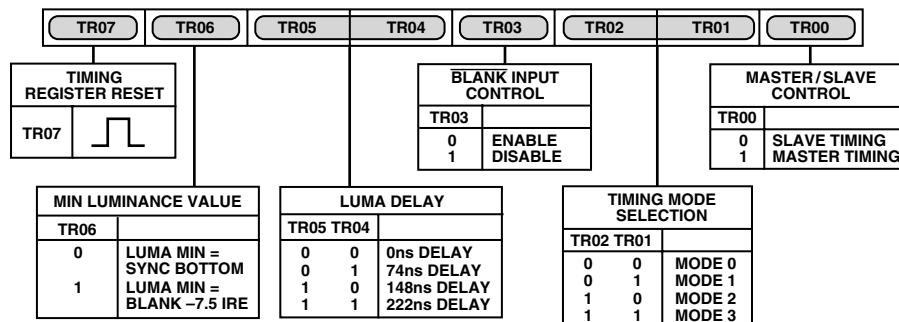 TR07 TR06 TR05 TR04 TR03 TR02 TR01 TR00
TIMING
REGISTER RESET
TR07
BLANK INPUT
CONTROL
TR03
0 ENABLE
1 DISABLE
MASTER/SLAVE
CONTROL
TR00
0 SLAVE TIMING
1 MASTER TIMING
MIN LUMINANCE VALUE
TR06
0 LUMA MIN =
SYNC BOTTOM
1 LUMA MIN =
BLANK –7.5 IRE
LUMA DELAY
TR05 TR04
0 0 0ns DELAY
0 1 74ns DELAY
1 0 148ns DELAY
1 1 222ns DELAY
TIMING MODE
SELECTION
TR02 TR01
0 0 MODE 0
0 1 MODE 1
1 0 MODE 2
1 1 MODE 3